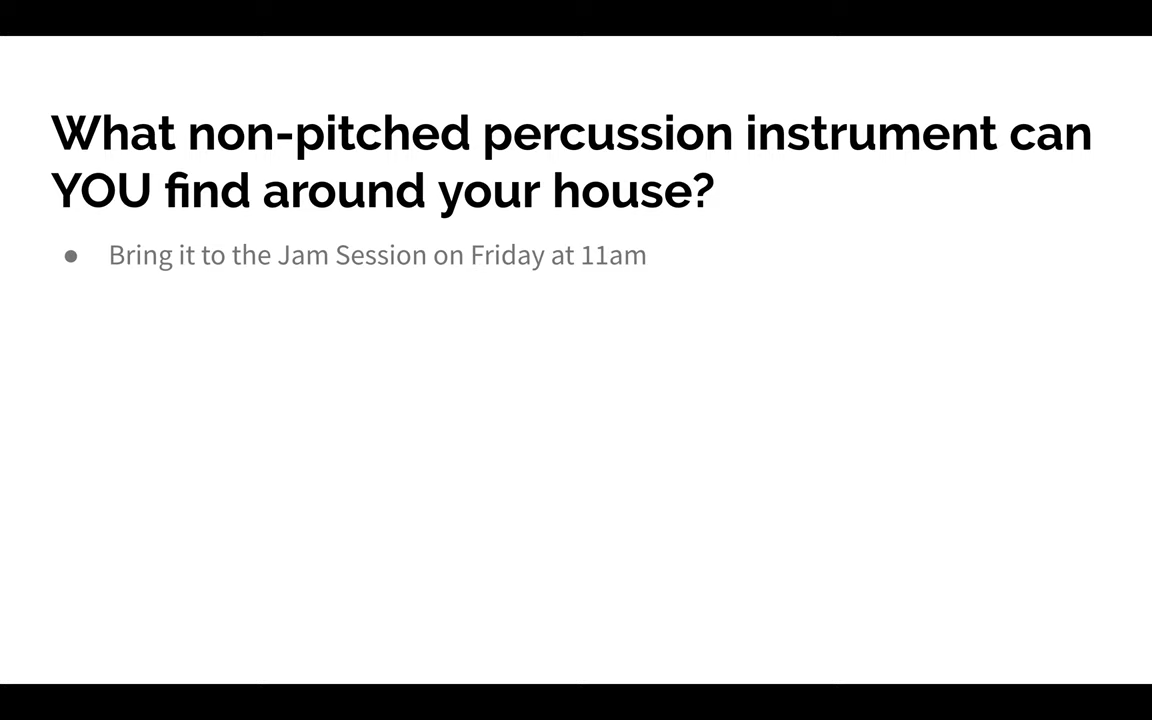 What non-pitched percussion instrument can
YOU find around your house?
● Bring it to the Jam Session on Friday at 11am